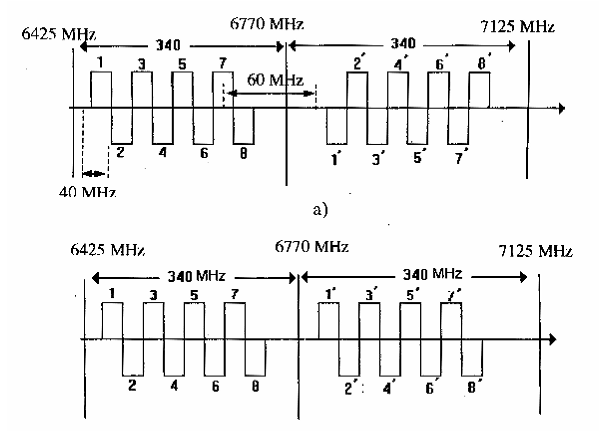 6425 MHz 6770 MHz 7125 MHz
340 340
1 3 5 7 2′ 4′ 6′ 8′
60 MHz
2 4 6 8 1′ 3′ 5′ 7′
40 MHz
a)
6425 MHz 6770 MHz 7125 MHz
340 MHz 340 MHz
1 3 5 7 1′ 3′ 5′ 7′
2 4 6 8 2′ 4′ 6′ 8′